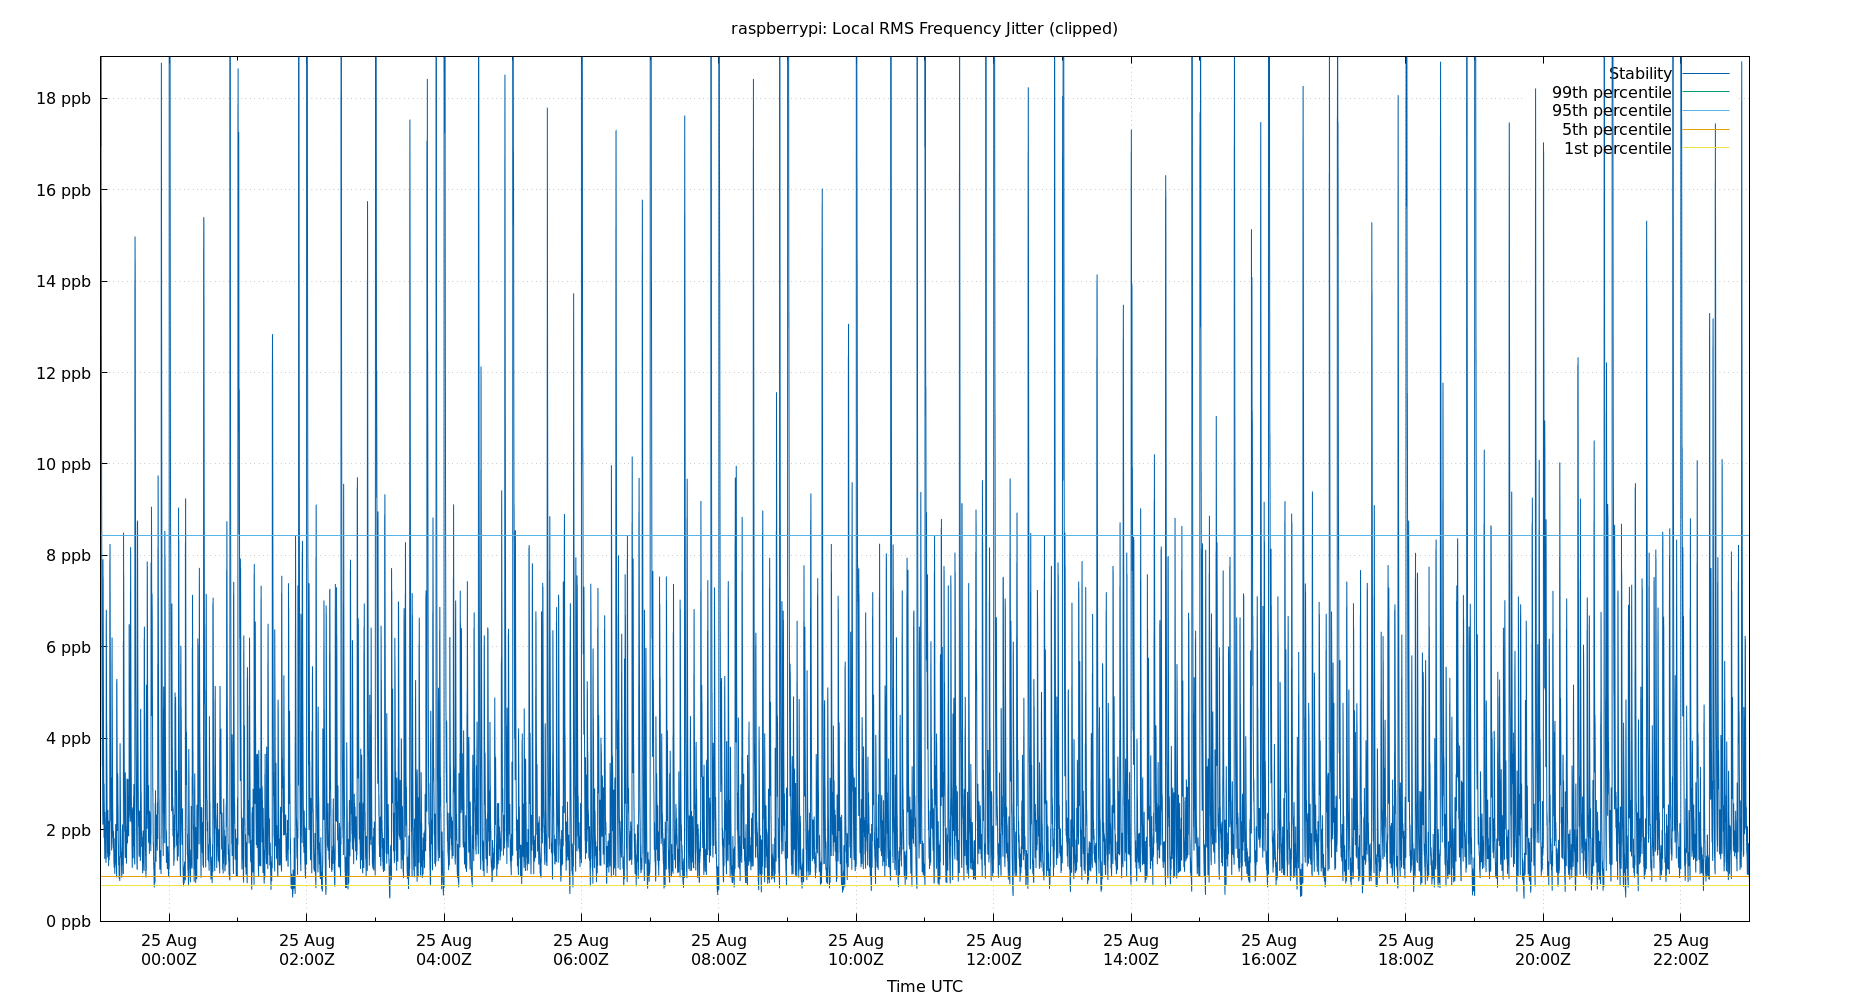 raspberrypi: Local RMS Frequency Jitter (clipped)
Stability
99th percentile
95th percentile
5th percentile
1st percentile
18 ppb
16 ppb
14 ppb
12 ppb
10 ppb
8 ppb
6 ppb
4 ppb
2 ppb
0 ppb
25 Aug 25 Aug 25 Aug 25 Aug 25 Aug 25 Aug 25 Aug 25 Aug 25 Aug 25 Aug 25 Aug 25 Aug
00:00Z 02:00Z 04:00Z 06:00Z 08:00Z 10:00Z 12:00Z 14:00Z 16:00Z 18:00Z 20:00Z 22:00Z
Time UTC